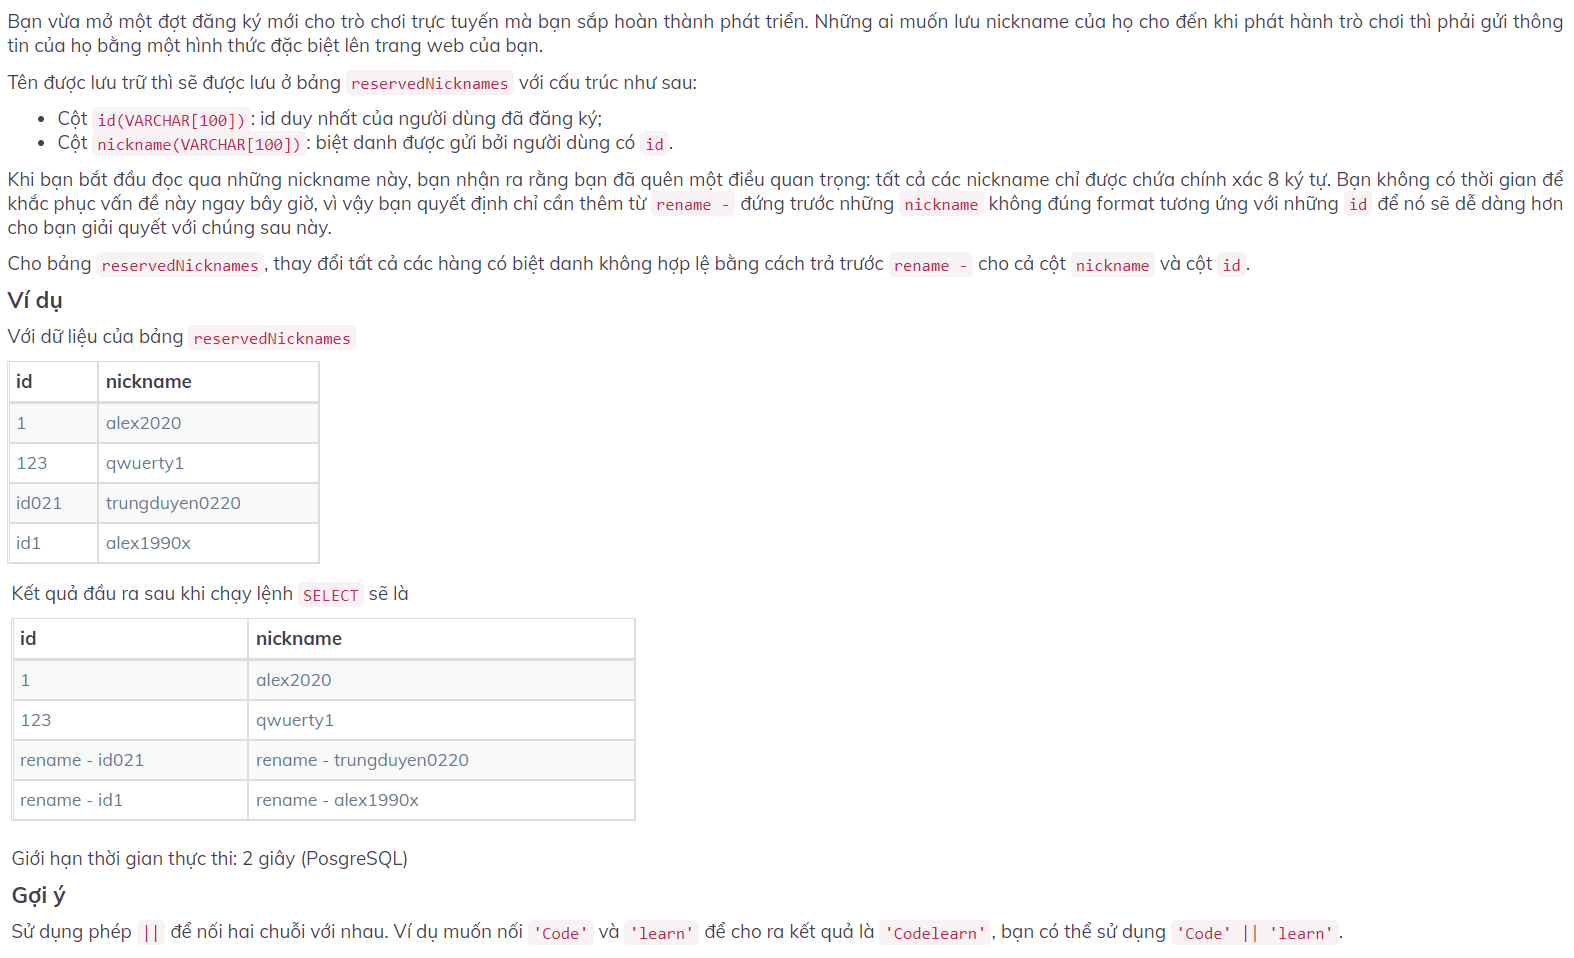 Bạn vừa mở một đợt đăng ký mới cho trò chơi trực tuyến mà bạn sắp hoàn thành phát triển. Những ai muốn lưu nickname của họ cho đến khi phát hành trò chơi thì phải gửi thông
tin của họ bằng một hình thức đặc biệt lên trang web của bạn.
Tên được lưu trữ thì sẽ được lưu ở bảng reservedNicknames với cấu trúc như sau:
• Cột id(VARCHAR[100]) : id duy nhất của người dùng đã đăng ký;
• Cột nickname(VARCHAR[100]) : biệt danh được gửi bởi người dùng có id .
Khi bạn bắt đầu đọc qua những nickname này, bạn nhận ra rằng bạn đã quên một điều quan trọng: tất cả các nickname chỉ được chứa chính xác 8 ký tự. Bạn không có thời gian để
khắc phục vấn đề này ngay bây giờ, vì vậy bạn quyết định chỉ cần thêm từ rename - đứng trước những nickname không đúng format tương ứng với những id để nó sẽ dễ dàng hơn
cho bạn giải quyết với chúng sau này.
Cho bảng reservedNicknames , thay đổi tất cả các hàng có biệt danh không hợp lệ bằng cách trả trước rename - cho cả cột nickname và cột id .
Ví dụ
Với dữ liệu của bảng reservedNicknames
id nickname
1 alex2020
123 qwuerty1
id021 trungduyen0220
id1 alex1990x
Kết quả đầu ra sau khi chạy lệnh SELECT sẽ là
id nickname
1 alex2020
123 qwuerty1
rename - id021 rename - trungduyen0220
rename - id1 rename - alex1990x
Giới hạn thời gian thực thi: 2 giây (PosgreSQL)
Gợi ý
Sử dụng phép || để nối hai chuỗi với nhau. Ví dụ muốn nối 'Code' và 'learn' để cho ra kết quả là 'Codelearn' , bạn có thể sử dụng 'Code' || 'learn' .